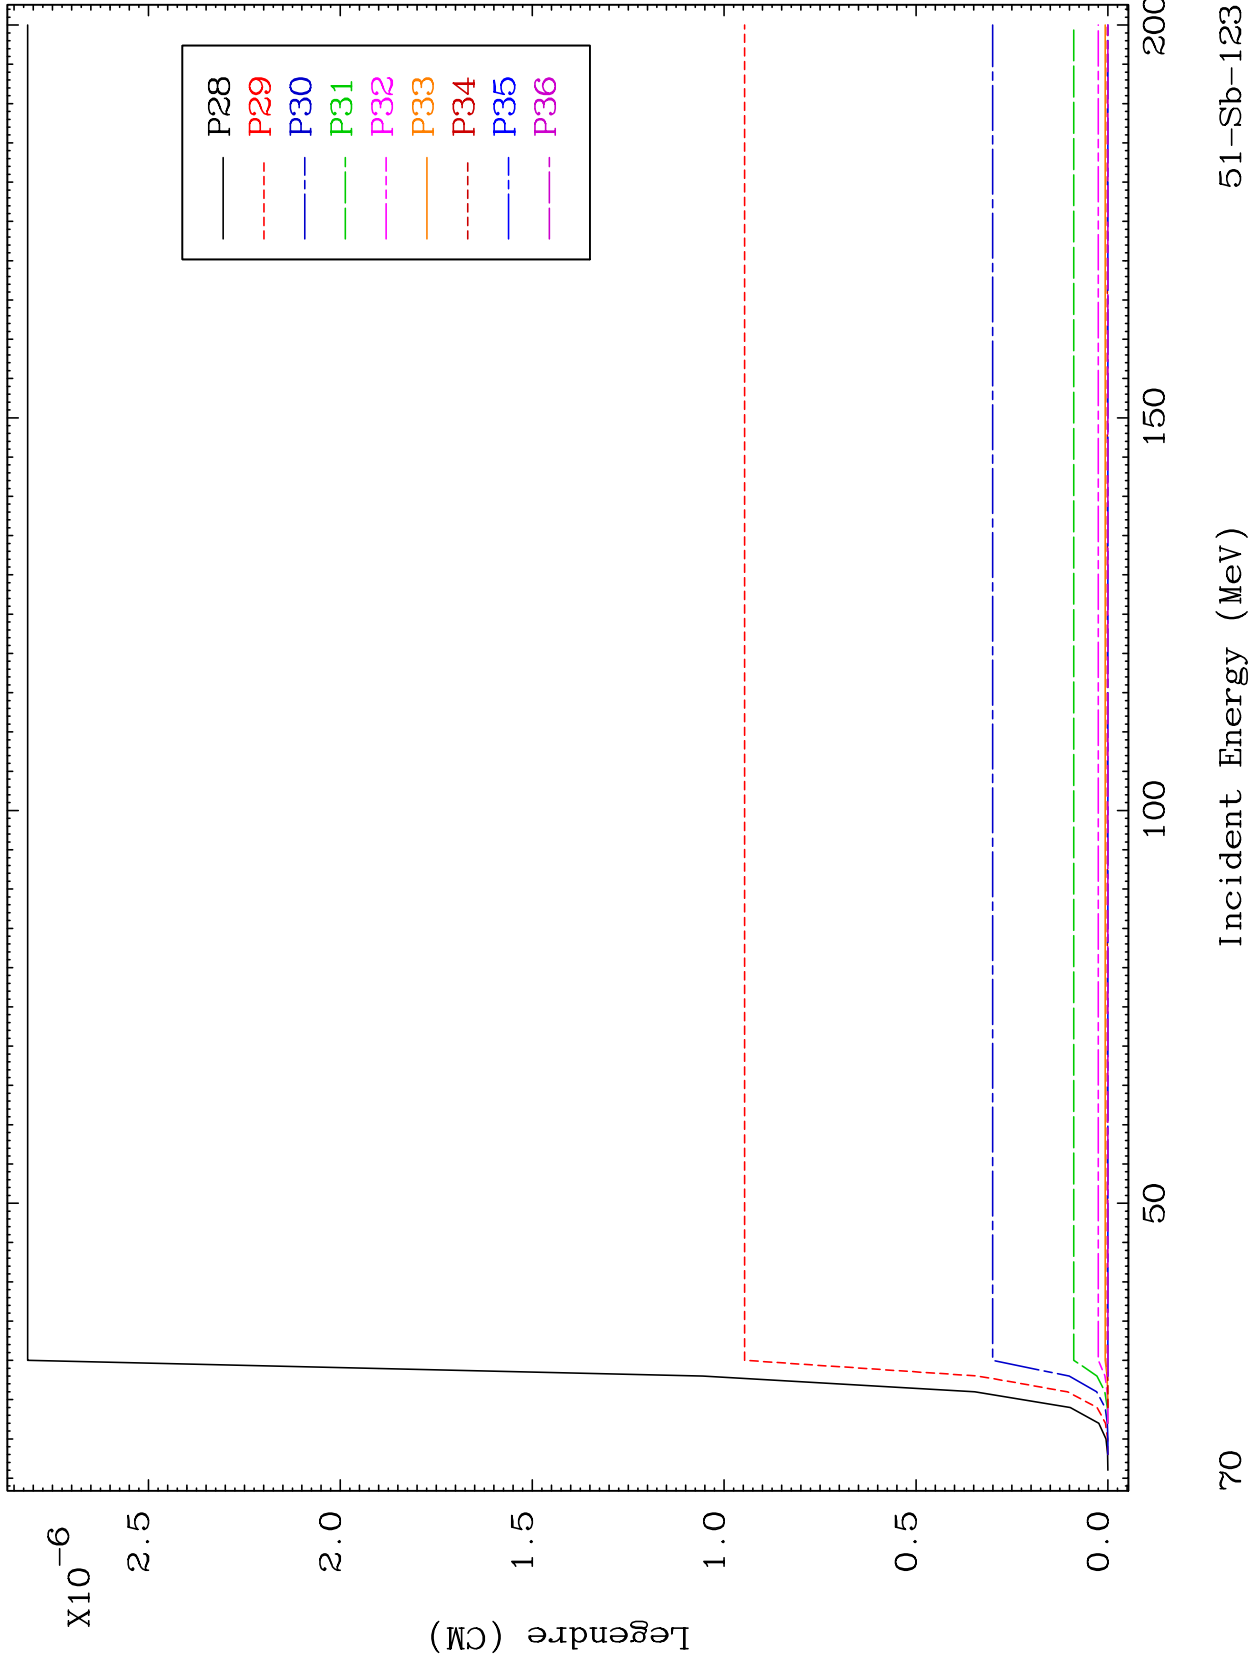 X10-6
2.5
2.0
1.5
1.0
0.5
0.0
Legendre (CM)
P28
P29
P30
P31
P32
P33
P34
P35
P36
50
100
150
200
Incident Energy (MeV)
70
51-Sb-123